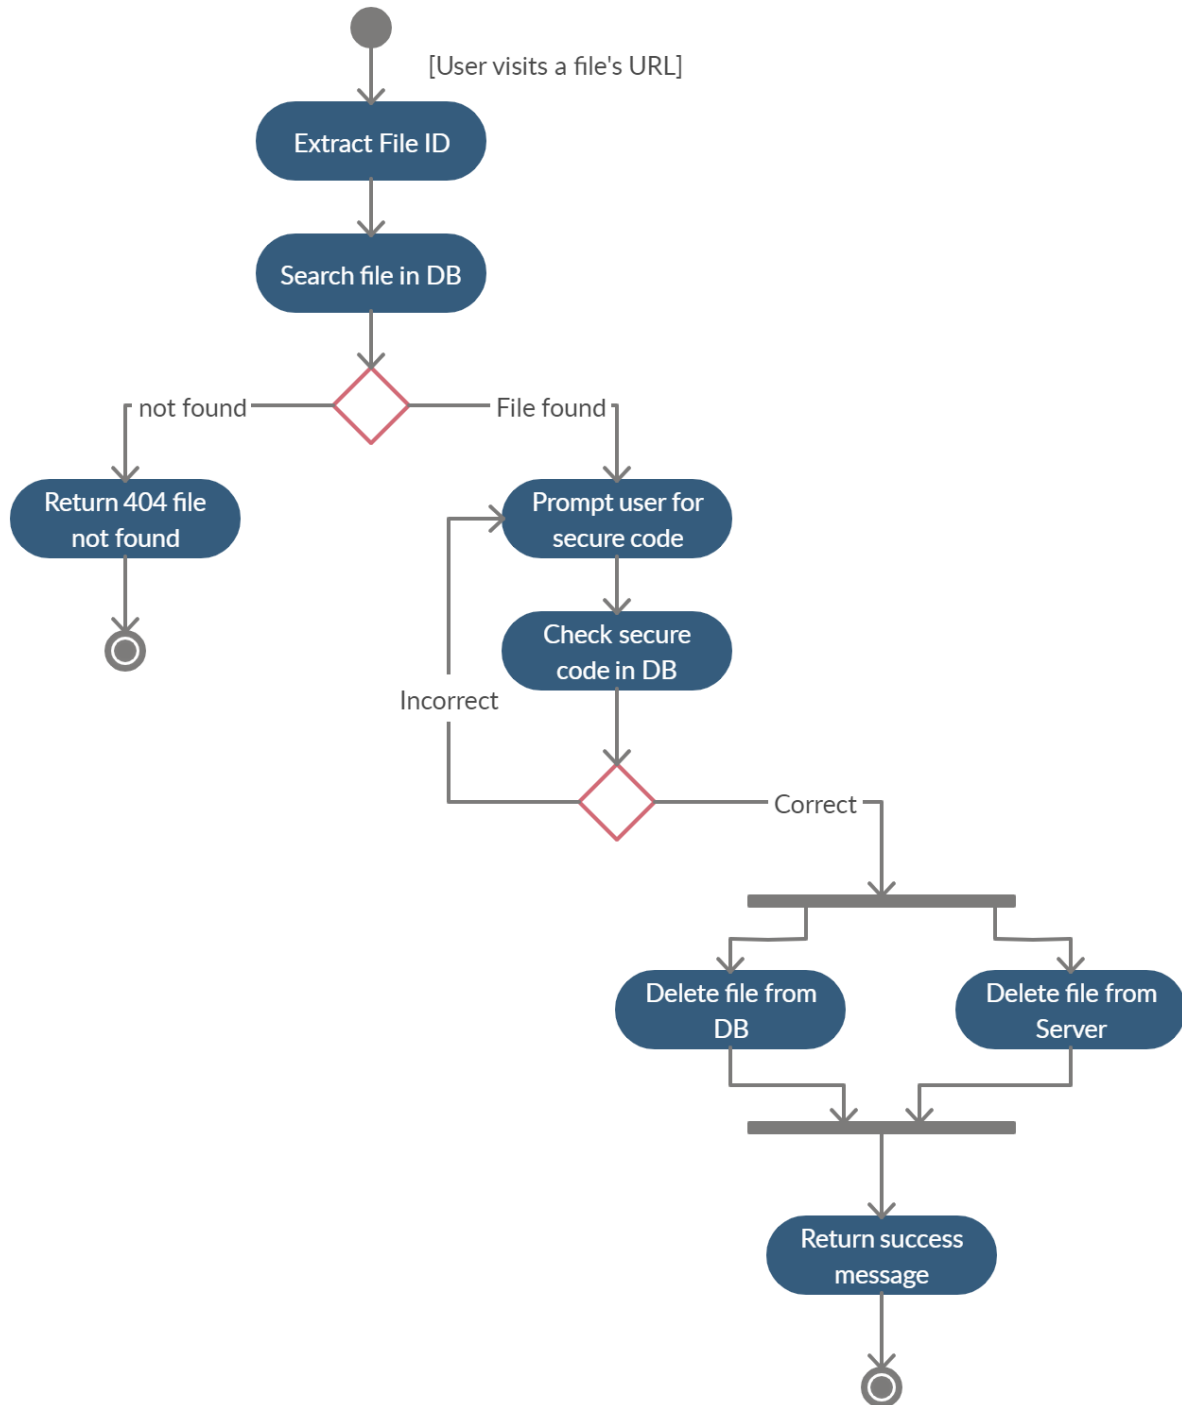 [User visits a file's URL]
Extract File ID
Search file in DB
not found
File found
Return 404 file
not found
Prompt user for
secure code
Check secure
code in DB
Incorrect
Correct
Delete file from
DB
Delete file from
Server
Return success
message